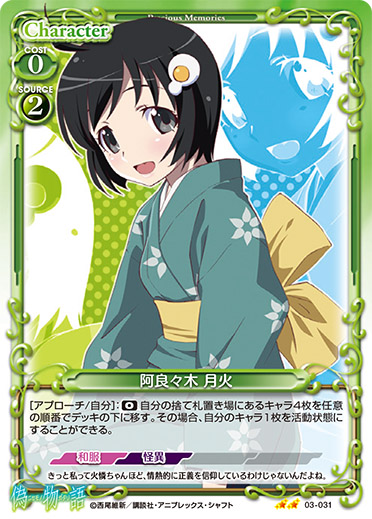 Precious Memories
Character
COST
0
SOURCE
2
阿良々木 月火
[アプローチ/自分]:0自分の捨て札置き場にあるキャラ4枚を任意
の順番でデッキの下に移す。その場合、自分のキャラ1枚を活動状態に
することができる。
和服 怪異
きっと私って火憐ちゃんほど、情熱的に正義を信仰しているわけじゃないんだよね。
偽物語
©西尾維新/講談社・アニプレックス・シャフト
03-031